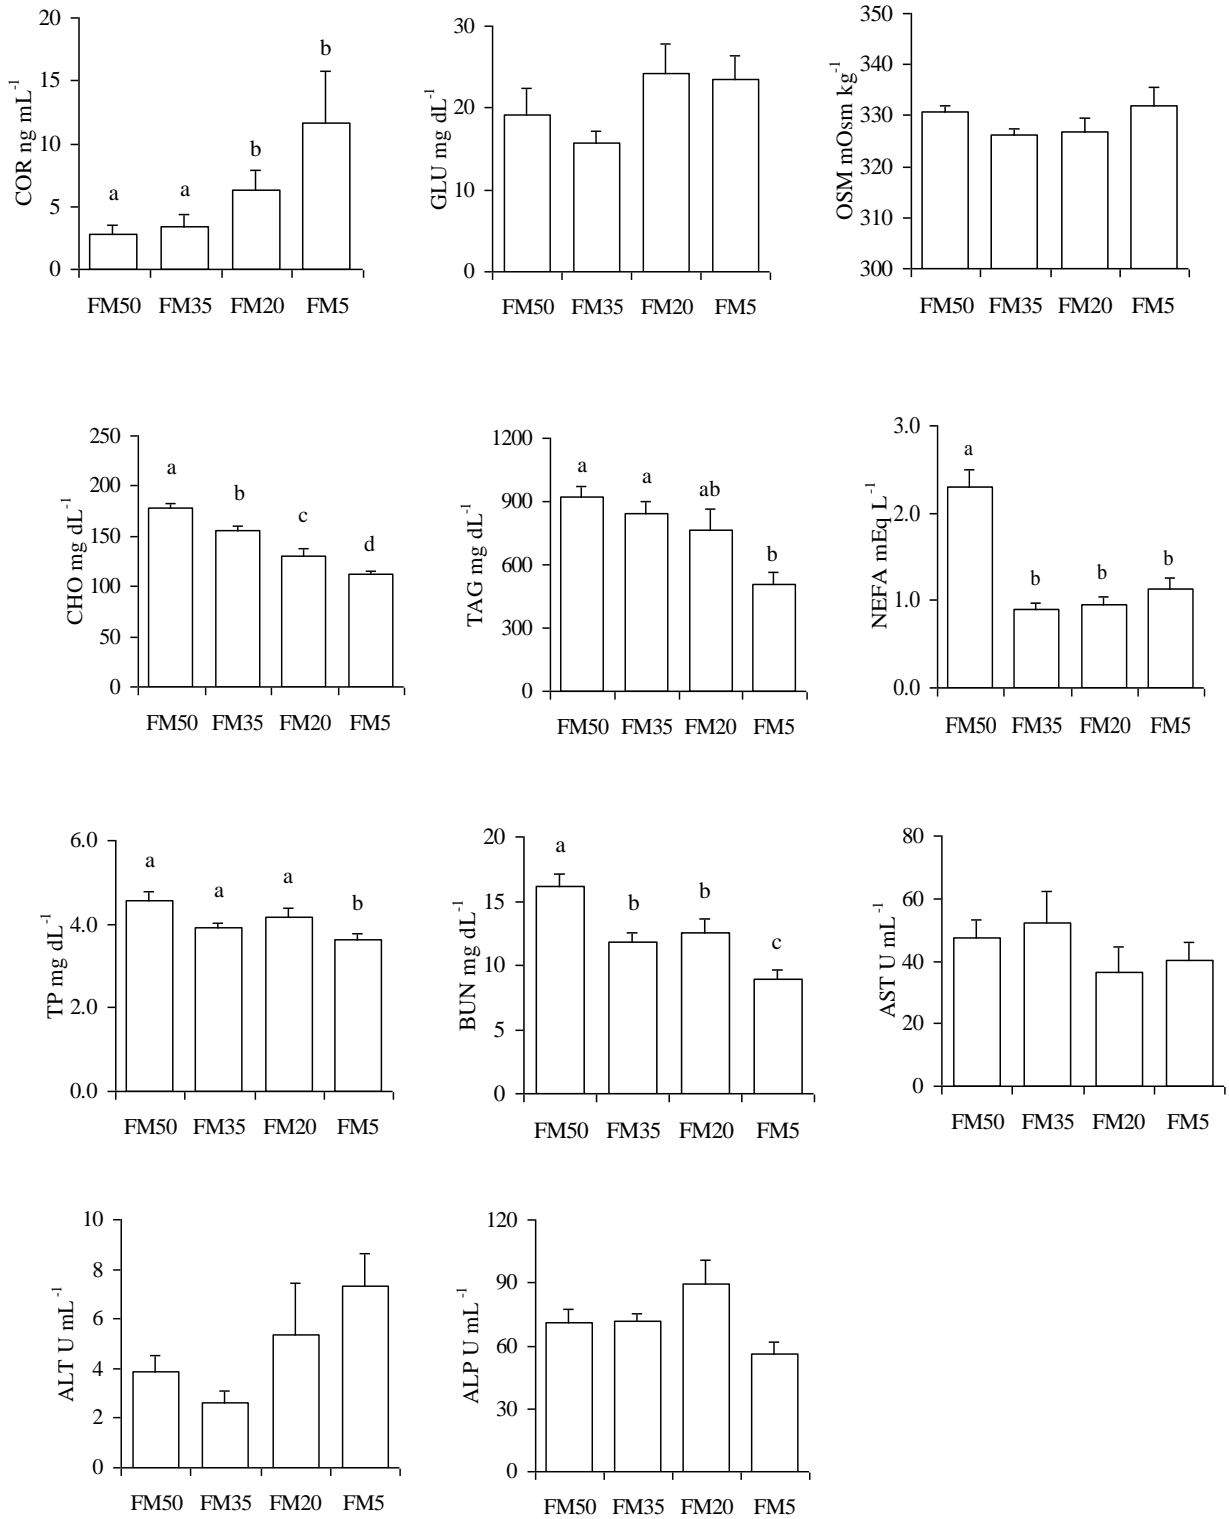 COR ng mL-1
20
15
10
5
0
a
a
b
b
FM50 FM35 FM20 FM5
GLU mg dL-1
30
20
10
0
FM50 FM35 FM20 FM5
OSM mOsm kg-1
350
340
330
320
310
300
FM50 FM35 FM20 FM5
CHO mg dL-1
250
200
150
100
50
0
a
b
c
d
FM50 FM35 FM20 FM5
TAG mg dL-1
1200
900
600
300
0
a
a
ab
b
FM50 FM35 FM20 FM5
NEFA mEq L-1
3.0
2.0
1.0
0.0
a
b
b
b
FM50 FM35 FM20 FM5
TP mg dL-1
6.0
4.0
2.0
0.0
a
a
a
b
FM50 FM35 FM20 FM5
BUN mg dL-1
20
15
10
5
0
a
b
b
c
FM50 FM35 FM20 FM5
AST U mL-1
80
60
40
20
0
FM50 FM35 FM20 FM5
ALT U mL-1
10
8
6
4
2
0
FM50 FM35 FM20 FM5
ALP U mL-1
120
90
60
30
0
FM50 FM35 FM20 FM5